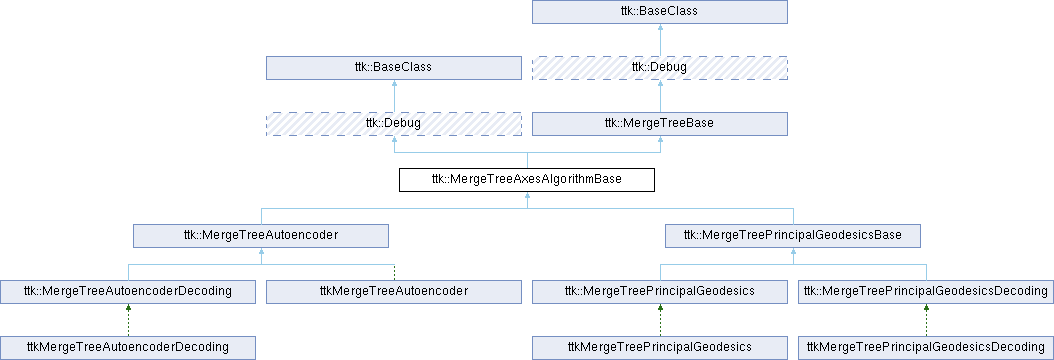 ttk::BaseClass
ttk::BaseClass
ttk::Debug
ttk::Debug
ttk::MergeTreeBase
ttk::MergeTreeAxesAlgorithmBase
ttk::MergeTreeAutoencoder
ttk::MergeTreePrincipalGeodesicsBase
ttk::MergeTreeAutoencoderDecoding
ttkMergeTreeAutoencoder
ttk::MergeTreePrincipalGeodesics
ttk::MergeTreePrincipalGeodesicsDecoding
ttkMergeTreeAutoencoderDecoding
ttkMergeTreePrincipalGeodesics
ttkMergeTreePrincipalGeodesicsDecoding